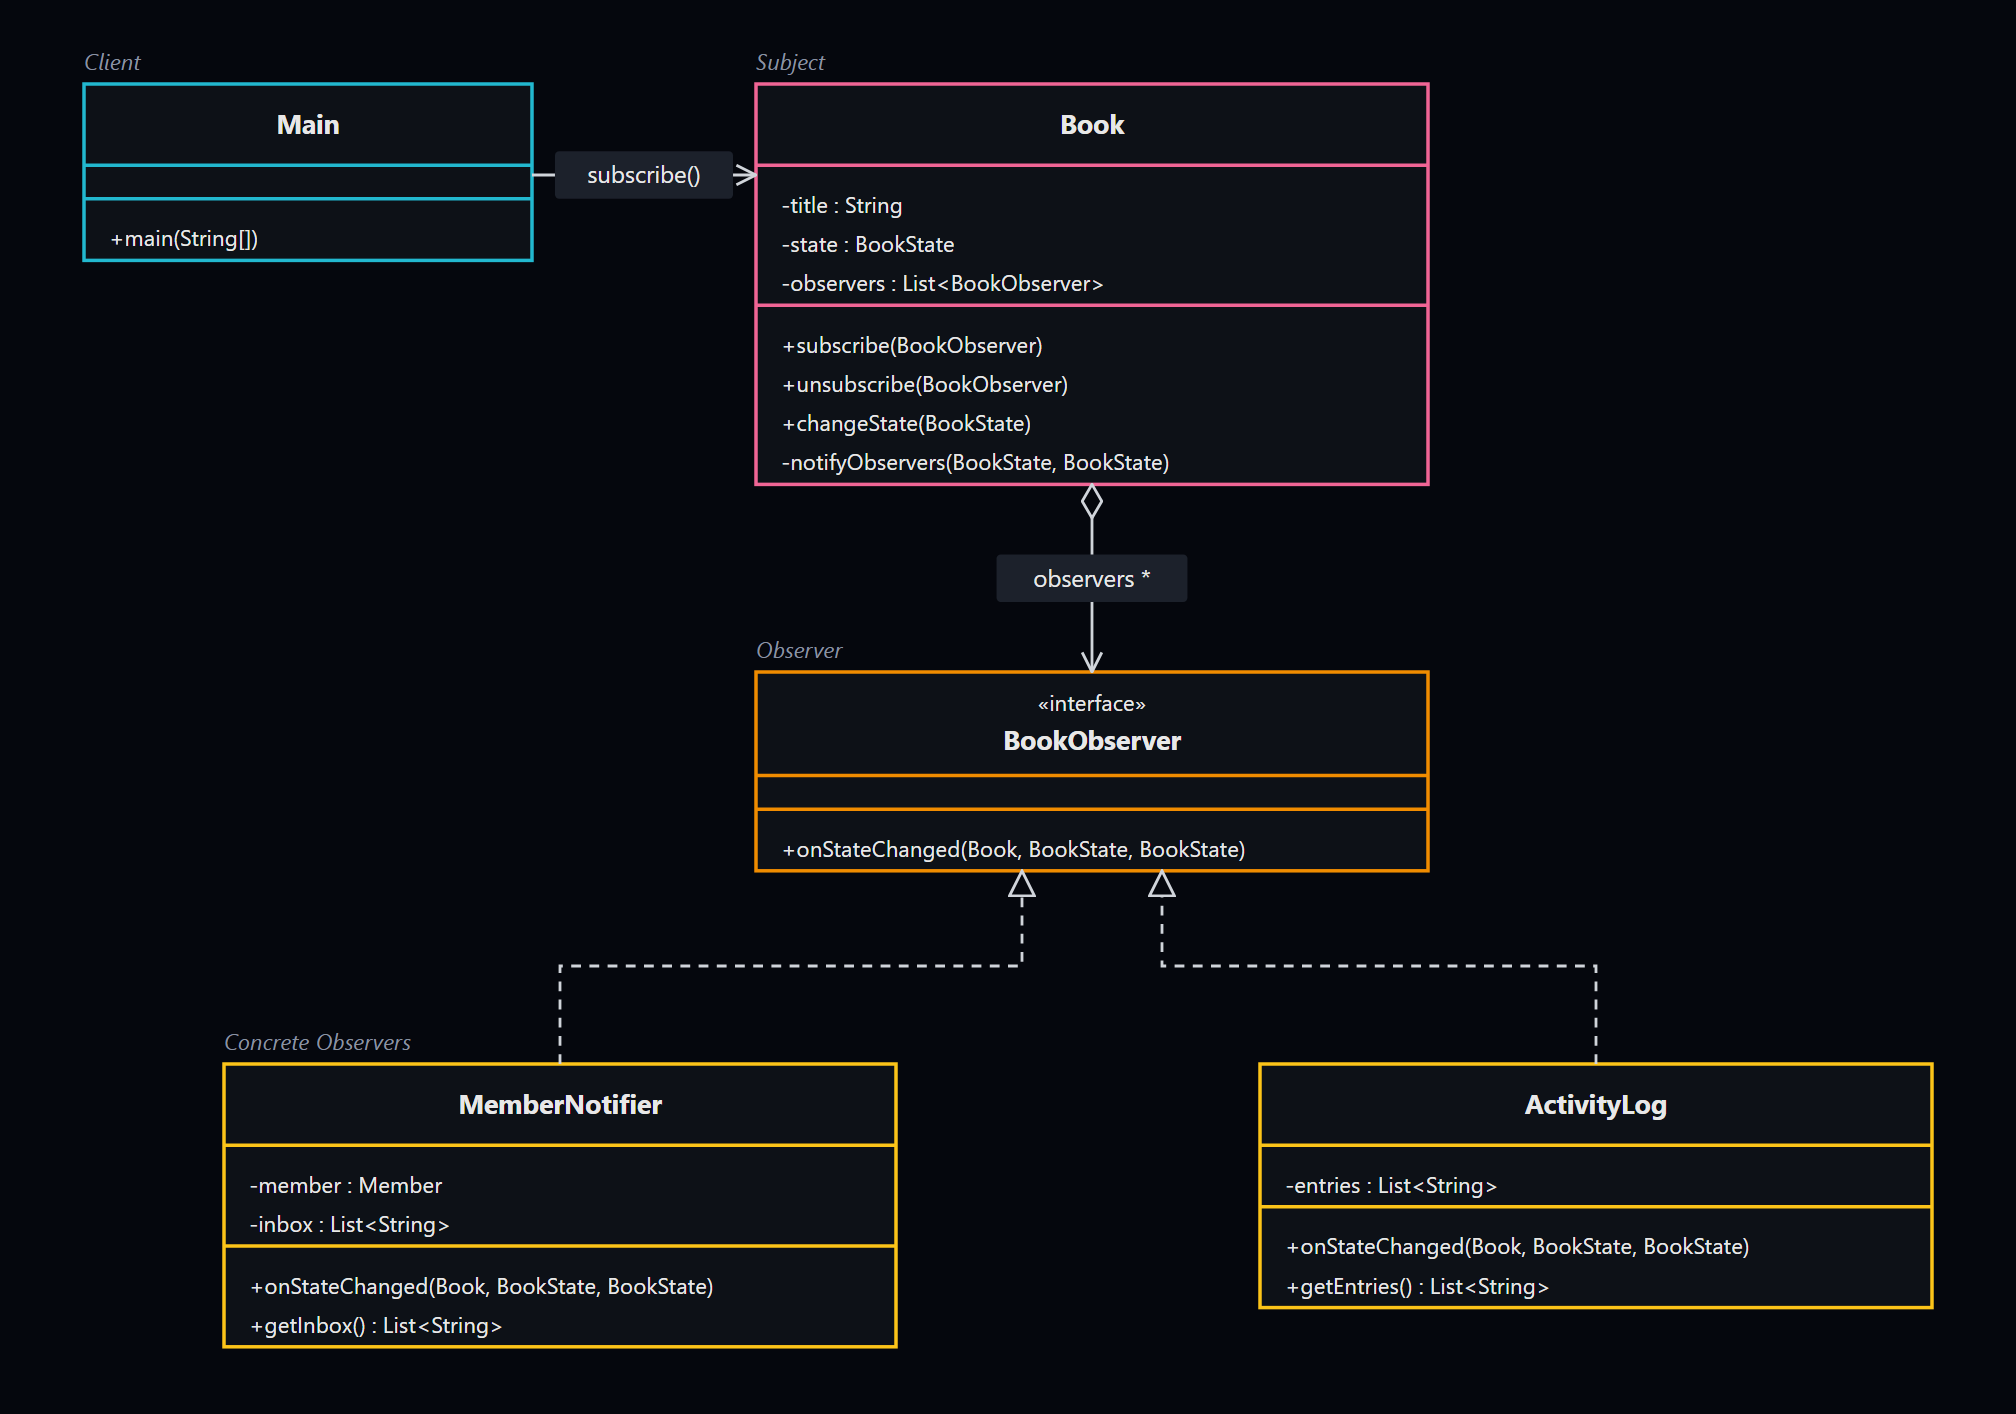 Client
Main
+main(String[])
subscribe()
Subject
Book
-title : String
-state : BookState
-observers : List<BookObserver>
+subscribe(BookObserver)
+unsubscribe(BookObserver)
+changeState(BookState)
-notifyObservers(BookState, BookState)
observers *
Observer
«interface»
BookObserver
+onStateChanged(Book, BookState, BookState)
Concrete Observers
MemberNotifier
-member : Member
-inbox : List<String>
+onStateChanged(Book, BookState, BookState)
+getInbox() : List<String>
ActivityLog
-entries : List<String>
+onStateChanged(Book, BookState, BookState)
+getEntries() : List<String>